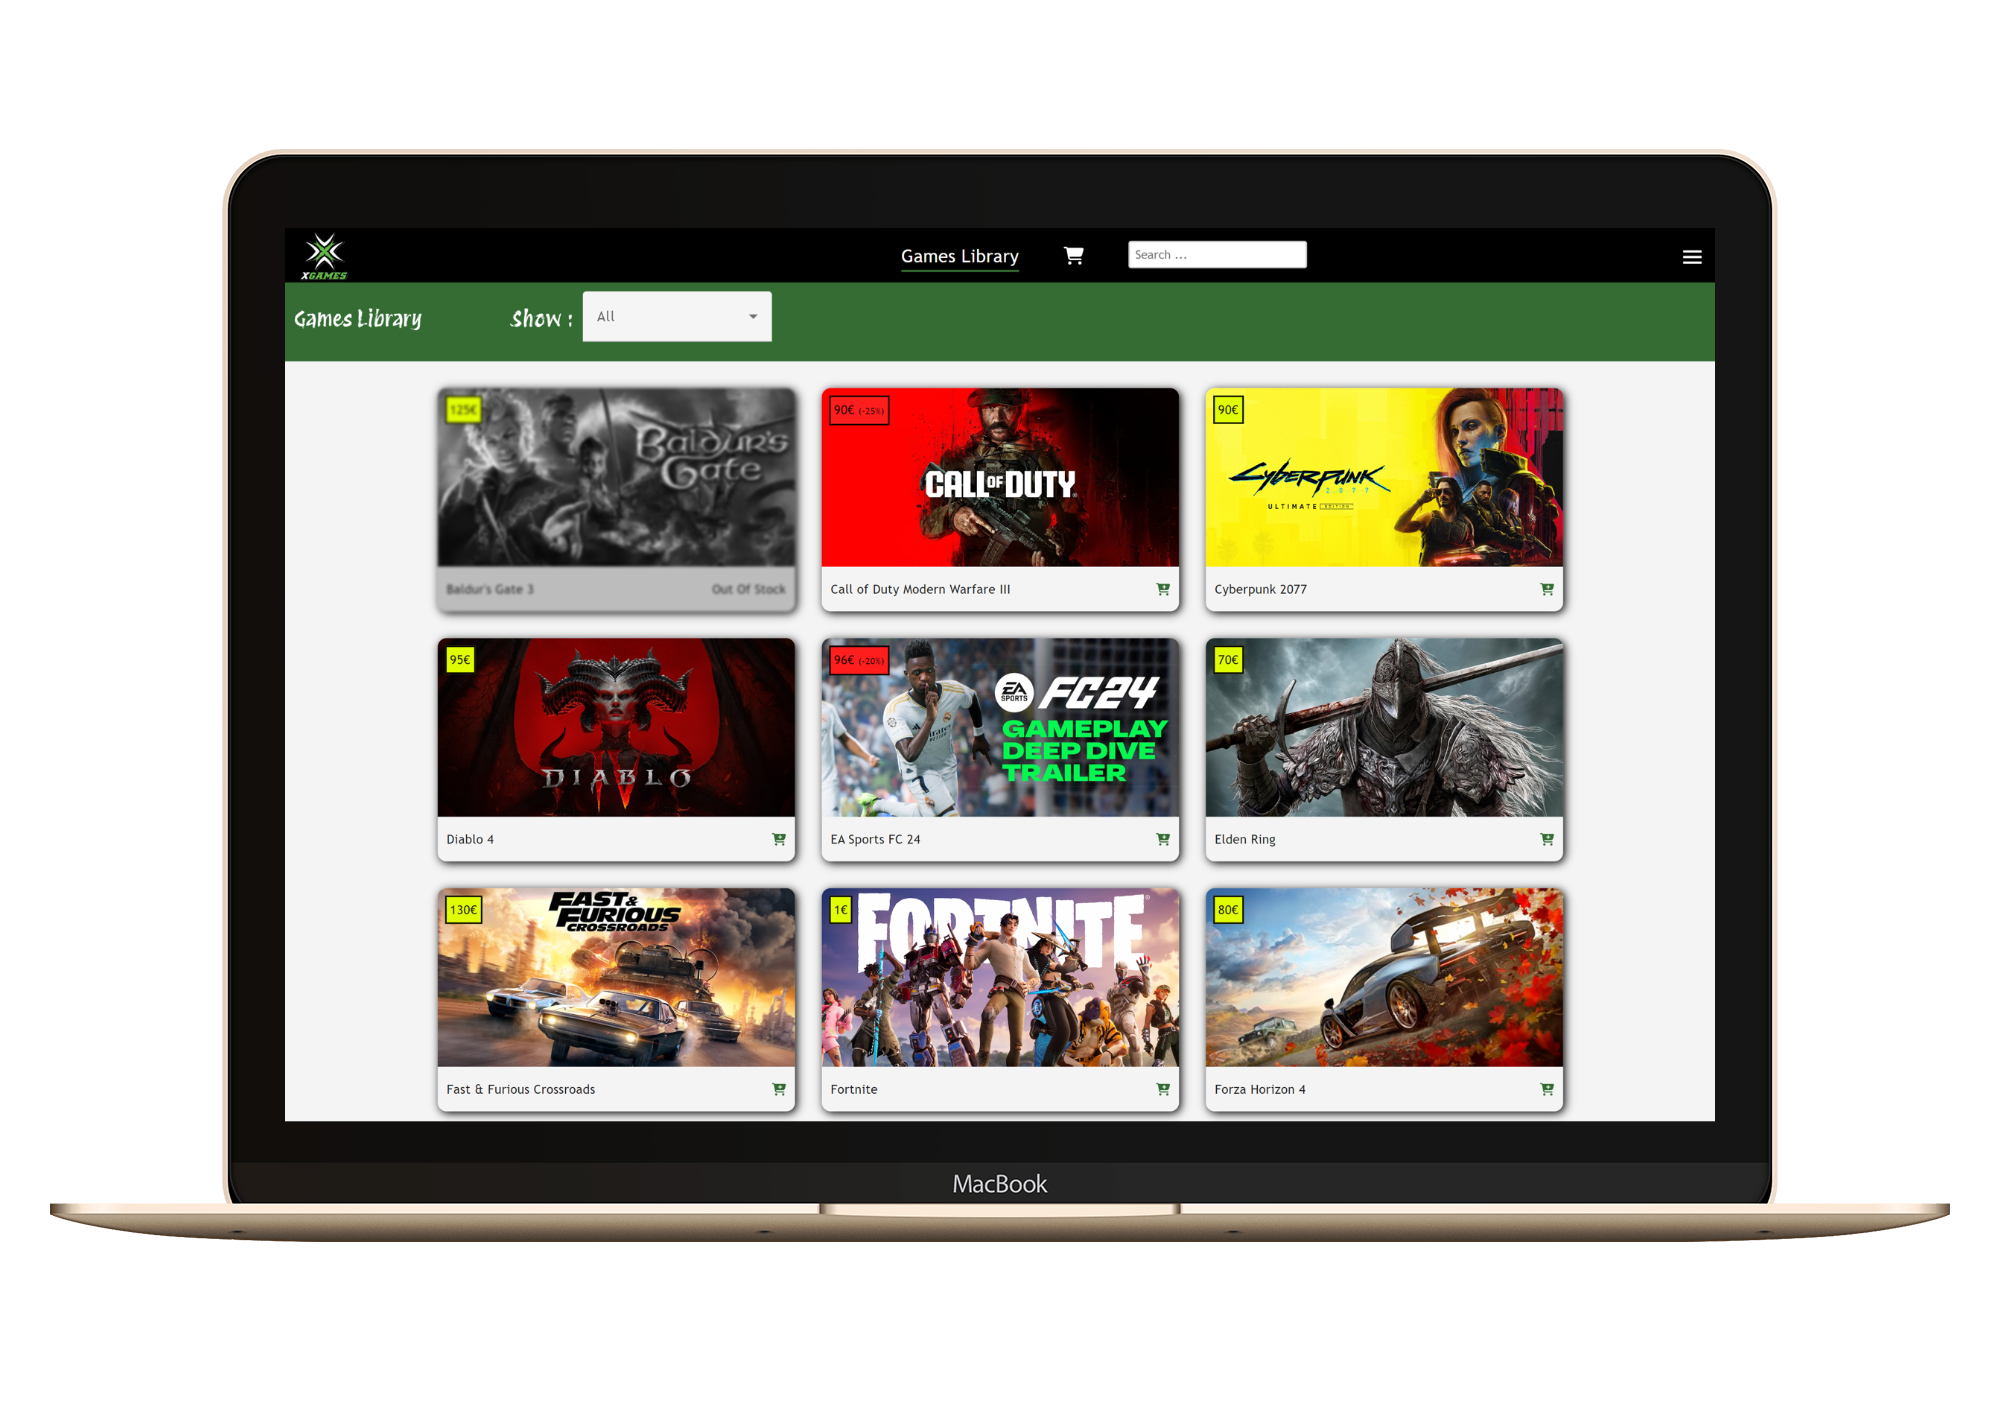 XGAMES
Games Library
Search ...
Games Library
Show :
All
125€
BALDUR'S
GATE
Baldur's Gate 3
Out Of Stock
90€ (-25%)
CALL OF DUTY
Call of Duty Modern Warfare III
90€
CYBERPUNK
2077
ULTIMATE EDITION
Cyberpunk 2077
95€
DIABLO
IV
Diablo 4
96€ (-20%)
EA
SPORTS
FC24
GAMEPLAY
DEEP DIVE
TRAILER
EA Sports FC 24
70€
Elden Ring
130€
FAST &
FURIOUS
CROSSROADS
Fast & Furious Crossroads
1€
FORTNITE
Fortnite
80€
Forza Horizon 4
MacBook